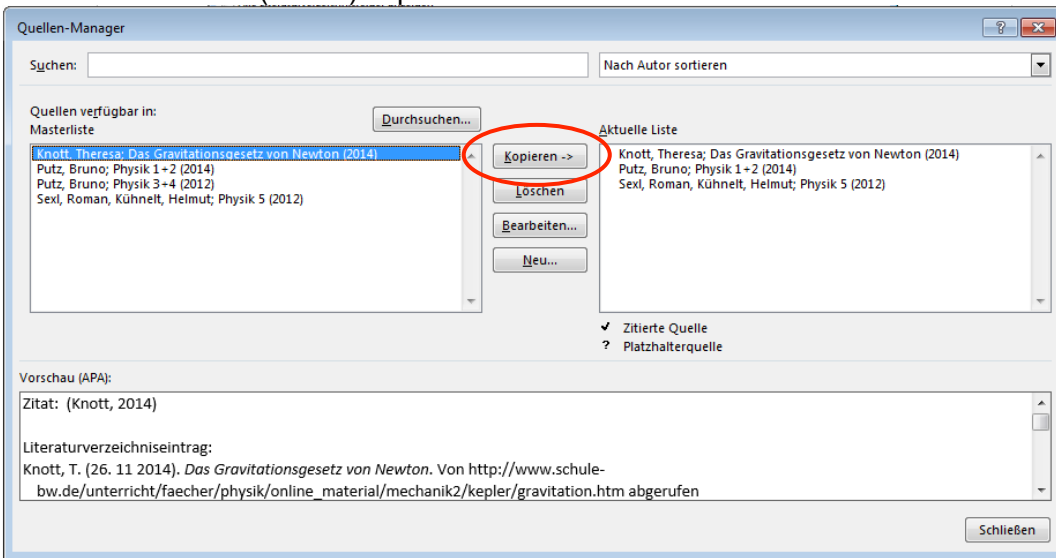 Quellen-Manager
Suchen:
Nach Autor sortieren
Quellen verfügbar in:
Masterliste
Durchsuchen...
Aktuelle Liste
Knott, Theresa; Das Gravitationsgesetz von Newton (2014)
Putz, Bruno; Physik 1+2 (2014)
Putz, Bruno; Physik 3+4 (2012)
Sexl, Roman, Kühnelt, Helmut; Physik 5 (2012)
Kopieren ->
Löschen
Bearbeiten...
Neu...
Knott, Theresa; Das Gravitationsgesetz von Newton (2014)
Putz, Bruno; Physik 1+2 (2014)
Sexl, Roman, Kühnelt, Helmut; Physik 5 (2012)
✓ Zitierte Quelle
? Platzhalterquelle
Vorschau (APA):
Zitat: (Knott, 2014)
Literaturverzeichniseintrag:
Knott, T. (26. 11 2014). Das Gravitationsgesetz von Newton. Von http://www.schule-
bw.de/unterricht/faecher/physik/online_material/mechanik2/kepler/gravitation.htm abgerufen
Schließen